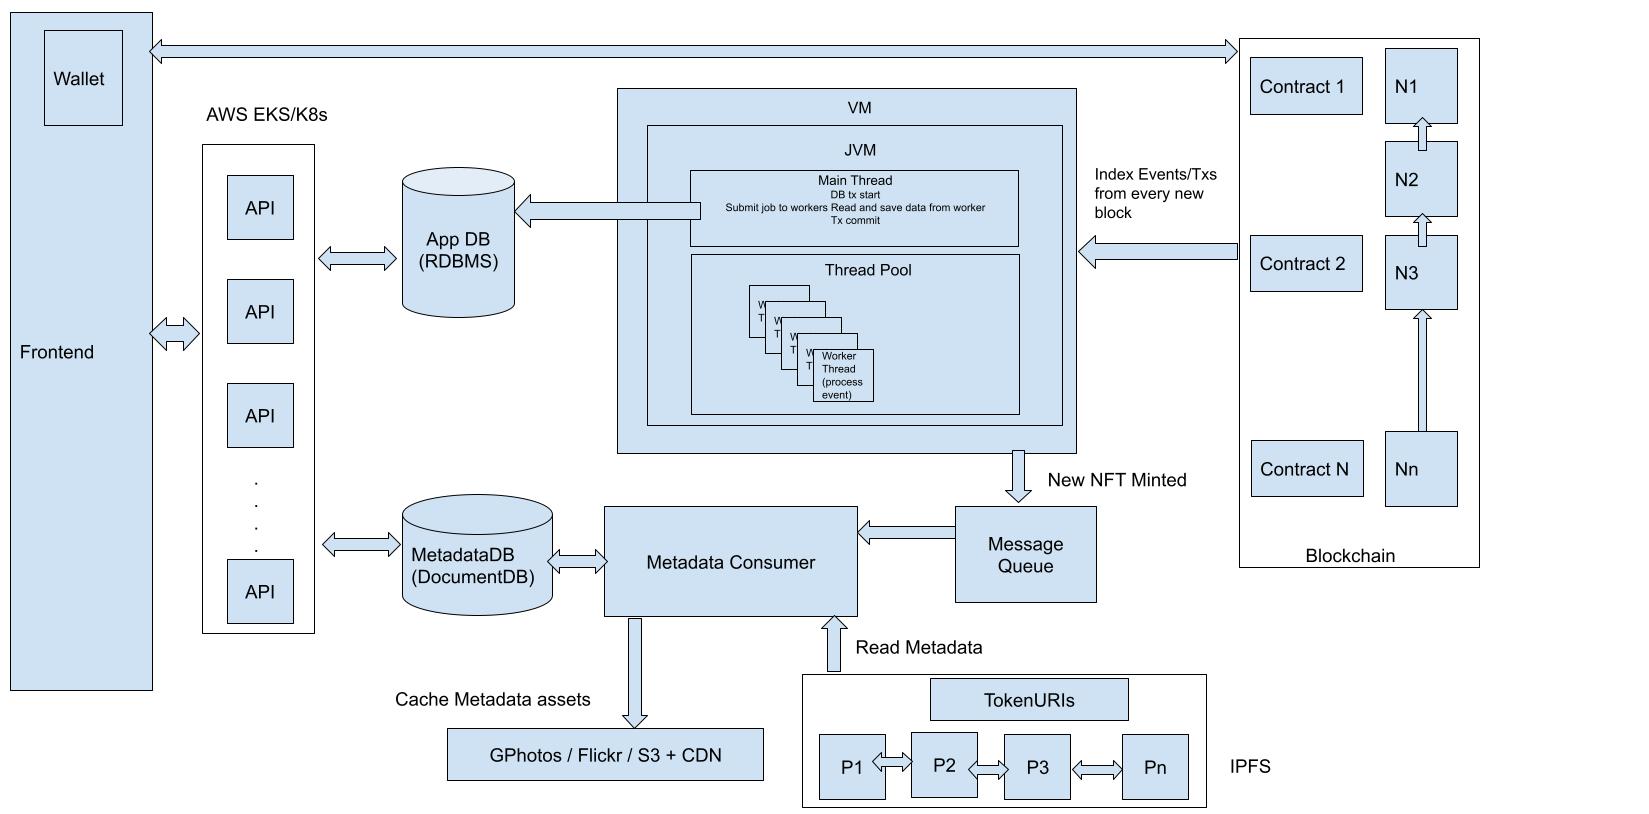 Wallet
Frontend
AWS EKS/K8s
API
API
API
.
.
.
.
API
App DB
(RDBMS)
MetadataDB
(DocumentDB)
VM
JVM
Main Thread
DB tx start
Submit job to workers Read and save data from worker
Tx commit
Thread Pool
W
T
W
T
W
T
W
T
Worker
Thread
(process
event)
Index Events/Txs
from every new
block
Contract 1
Contract 2
Contract N
N1
N2
N3
Nn
Blockchain
New NFT Minted
Message
Queue
Metadata Consumer
Read Metadata
Cache Metadata assets
GPhotos / Flickr / S3 + CDN
TokenURIs
P1
P2
P3
Pn
IPFS